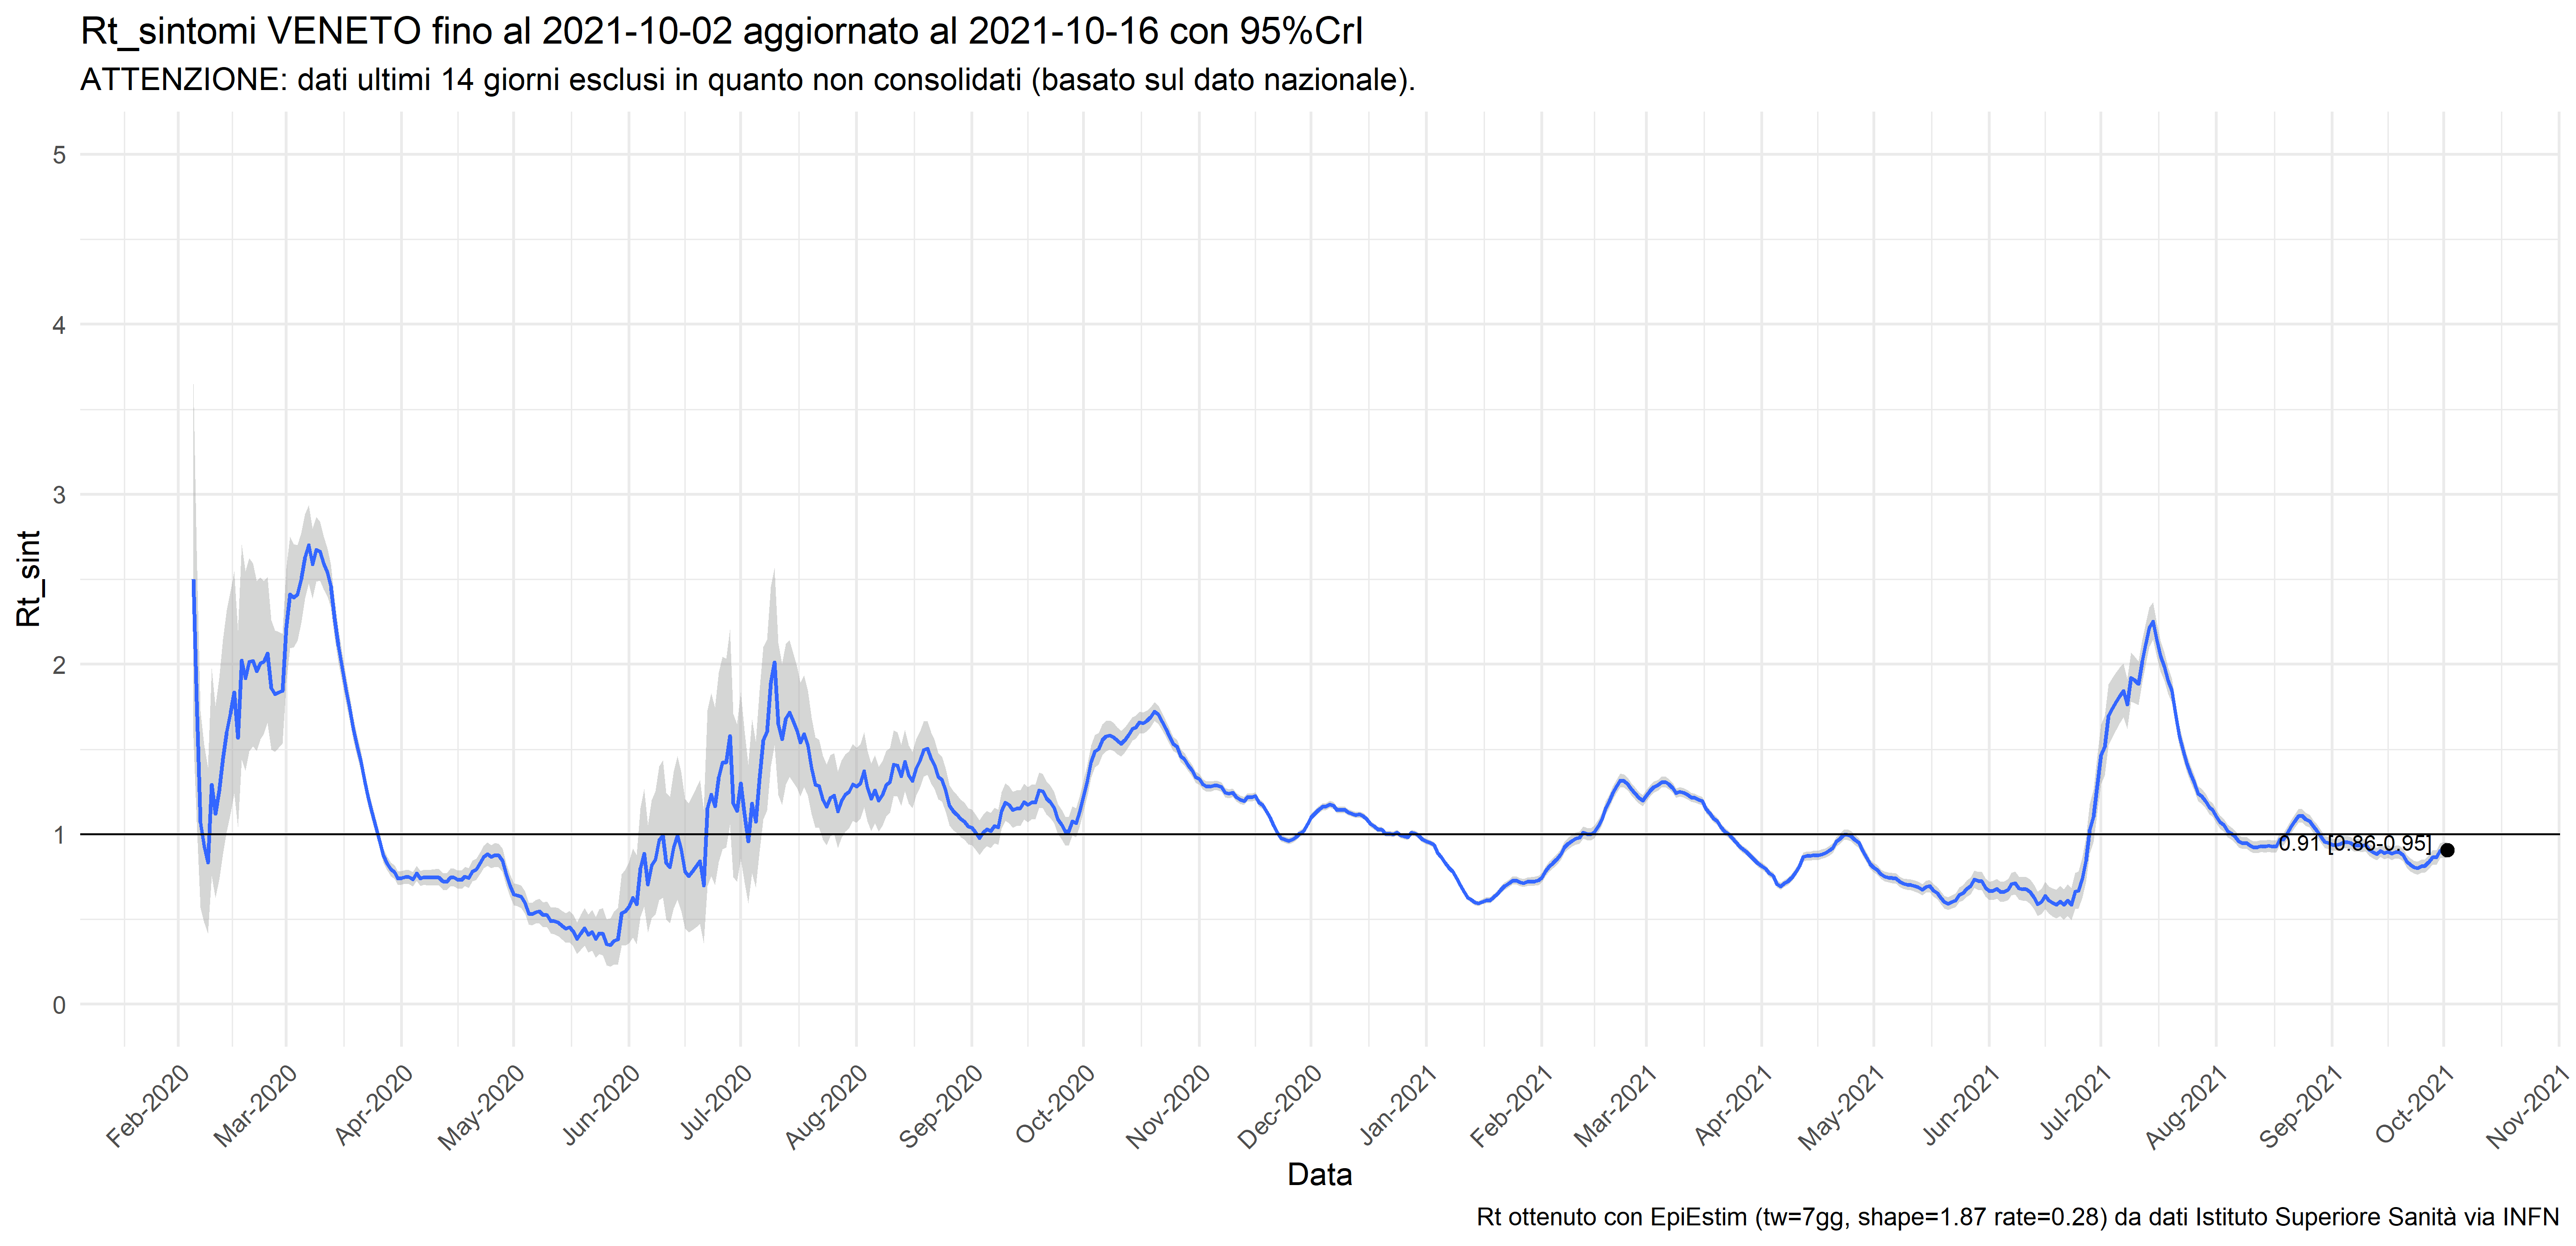 Rt_sintomi VENETO fino al 2021-10-02 aggiornato al 2021-10-16 con 95%CrI
ATTENZIONE: dati ultimi 14 giorni esclusi in quanto non consolidati (basato sul dato nazionale).
5
4
3
2
1
0
Rt_sint
0.91 [0.86-0.95]
Feb-2020
Mar-2020
Apr-2020
May-2020
Jun-2020
Jul-2020
Aug-2020
Sep-2020
Oct-2020
Nov-2020
Dec-2020
Jan-2021
Feb-2021
Mar-2021
Apr-2021
May-2021
Jun-2021
Jul-2021
Aug-2021
Sep-2021
Oct-2021
Nov-2021
Data
Rt ottenuto con EpiEstim (tw=7gg, shape=1.87 rate=0.28) da dati Istituto Superiore Sanità via INFN